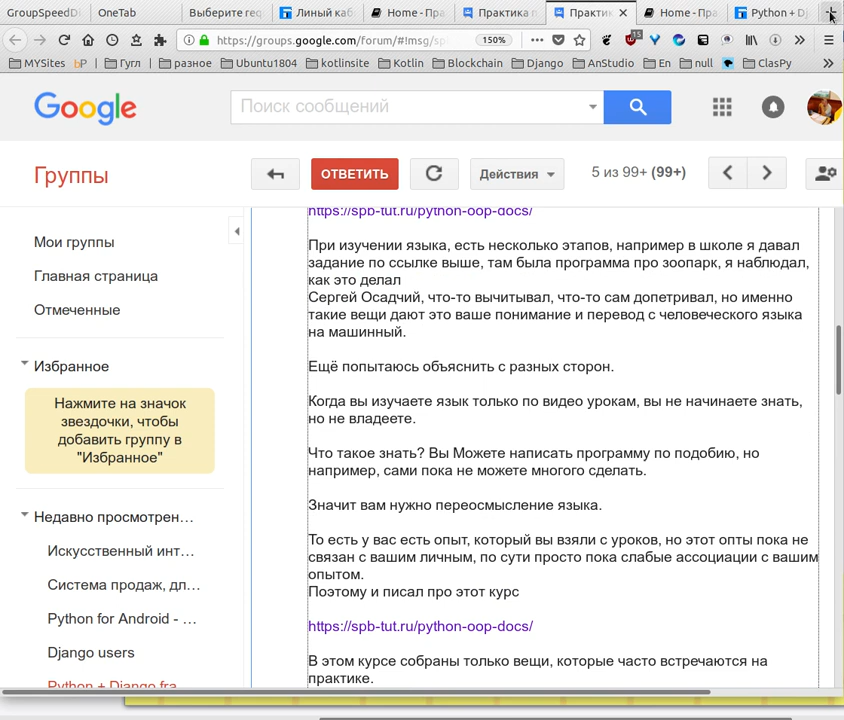 GroupSpeedDi
OneTab
Выберите гео
Линый каб
Home - Пра
Практика п
Практик
Home - Пра
Python + Dj
https://groups.google.com/forum/#!msg/sp
150%
15
MYSites
bP
Гугл
разное
Ubuntu1804
kotlinsite
Kotlin
Blockchain
Django
AnStudio
En
null
ClasPy
Google
Поиск сообщений
Группы
ОТВЕТИТЬ
Действия
5 из 99+ (99+)
Мои группы
Главная страница
Отмеченные
Избранное
Нажмите на значок
звездочки, чтобы
добавить группу в
"Избранное"
Недавно просмотрен…
Искусственный инт…
Система продаж, дл…
Python for Android - …
Django users
Python + Django fra…
https://spb-tut.ru/python-oop-docs/
При изучении языка, есть несколько этапов, например в школе я давал
задание по ссылке выше, там была программа про зоопарк, я наблюдал,
как это делал
Сергей Осадчий, что-то вычитывал, что-то сам допетривал, но именно
такие вещи дают это ваше понимание и перевод с человеческого языка
на машинный.
Ещё попытаюсь объяснить с разных сторон.
Когда вы изучаете язык только по видео урокам, вы не начинаете знать,
но не владеете.
Что такое знать? Вы Можете написать программу по подобию, но
например, сами пока не можете многого сделать.
Значит вам нужно переосмысление языка.
То есть у вас есть опыт, который вы взяли с уроков, но этот опты пока не
связан с вашим личным, по сути просто пока слабые ассоциации с вашим
опытом.
Поэтому и писал про этот курс
https://spb-tut.ru/python-oop-docs/
В этом курсе собраны только вещи, которые часто встречаются на
практике.